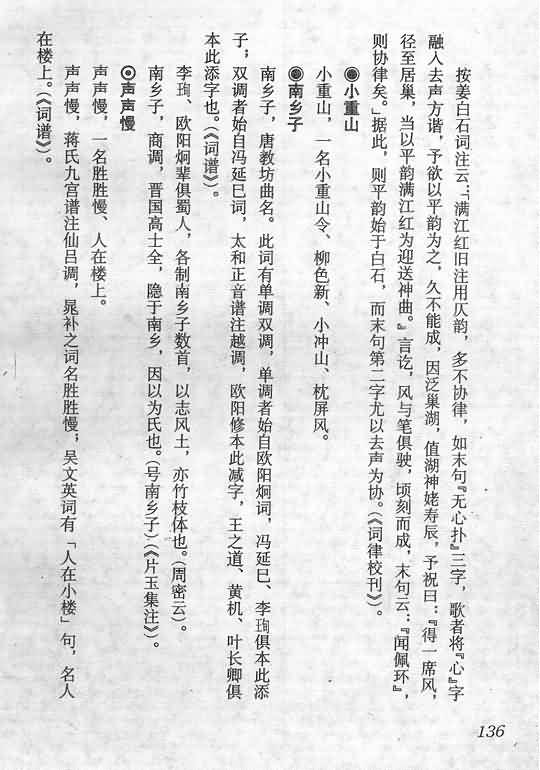 按姜白石词注云：「满江红旧注用仄韵，多不协律，如末句『无心扑』三字，歌者将『心』字
融入去声方谐，予欲以平韵为之，久不能成，因泛巢湖，值湖神姥寿辰，予祝曰：『得一席风，
径至居巢，当以平韵满江红为迎送神曲。』言讫，风与笔俱驶，顷刻而成，末句云：『闻佩环』，
则协律矣。」据此，则平韵始于白石，而末句第二字尤以去声为协。（《词律校刊》）。
◉小重山
小重山，一名小重山令、柳色新、小冲山、枕屏风。
◉南乡子
南乡子，唐教坊曲名。此词有单调双调，单调者始自欧阳炯词，冯延巳、李珣俱本此添
子；双调者始自冯延巳词，太和正音谱注越调，欧阳修本此减字，王之道、黄机、叶长卿俱
本此添字也。（《词谱》）。
李珣、欧阳炯辈俱蜀人，各制南乡子数首，以志风土，亦竹枝体也。（周密云）。
南乡子，商调，晋国高士全，隐于南乡，因以为氏也。（号南乡子）（《片玉集注》）。
◉声声慢
声声慢，一名胜胜慢、人在楼上。
声声慢，蒋氏九宫谱注仙吕调，晁补之词名胜胜慢；吴文英词有「人在小楼」句，名人
在楼上。（《词谱》）。
136